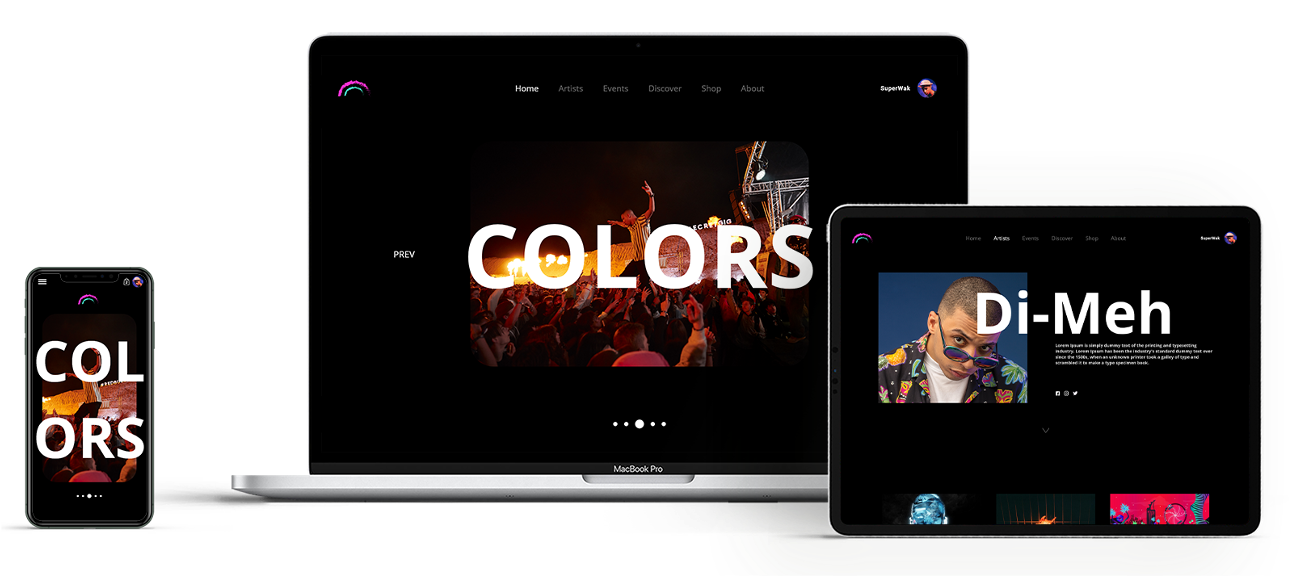 Home Artists Events Discover Shop About
SuperWak
ECRETGIG
COLORS
PREV
MacBook Pro
COL
ORS
Home Artists Events Discover Shop About
SuperWak
Di-Meh
Lorem Ipsum is simply dummy text of the printing and typesetting
industry. Lorem Ipsum has been the industry's standard dummy text ever
since the 1500s, when an unknown printer took a galley of type and
scrambled it to make a type specimen book.